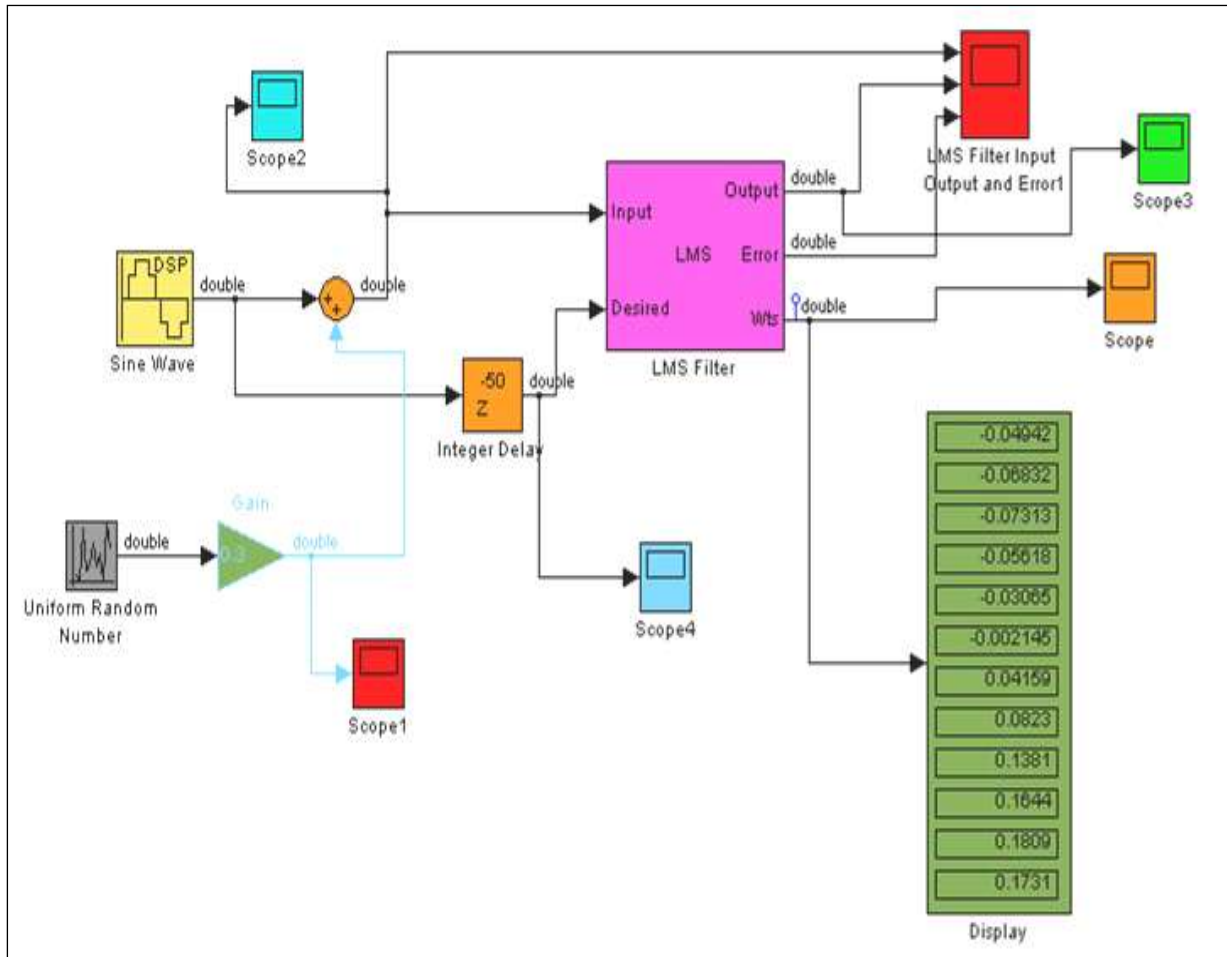 Scope2
LMS Filter Input
Output and Error1
Scope3
Input
Output
double
LMS
Error
double
Desired
Wts
double
LMS Filter
Scope
DSP
double
Sine Wave
+
+
double
-50
Z
double
Integer Delay
Gain
0.3
double
double
Uniform Random
Number
Scope1
Scope4
-0.04942
-0.06832
-0.07313
-0.05618
-0.03065
-0.002145
0.04159
0.0823
0.1381
0.1644
0.1809
0.1731
Display